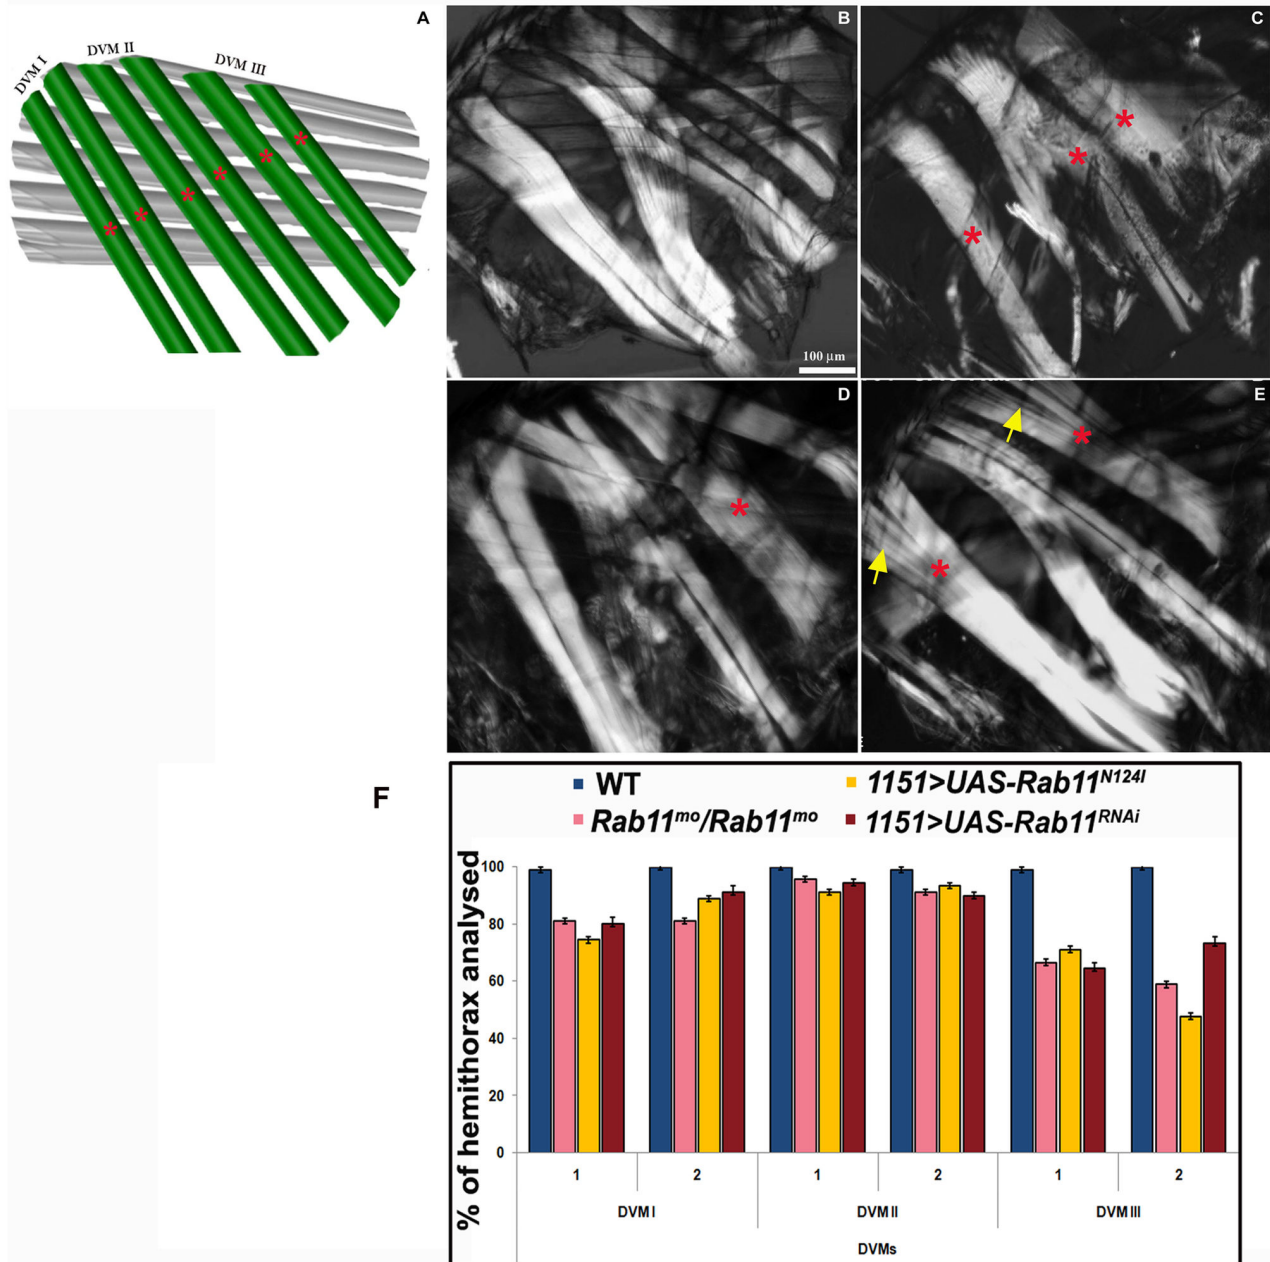 A
B
C
DVM I
DVM II
DVM III
100 μm
D
E
F
WT
1151>UAS-Rab11N124I
Rab11mo/Rab11mo
1151>UAS-Rab11RNAi
% of hemithorax analysed
100
80
60
40
20
0
1 2 1 2 1 2
DVM I DVM II DVM III
DVMs